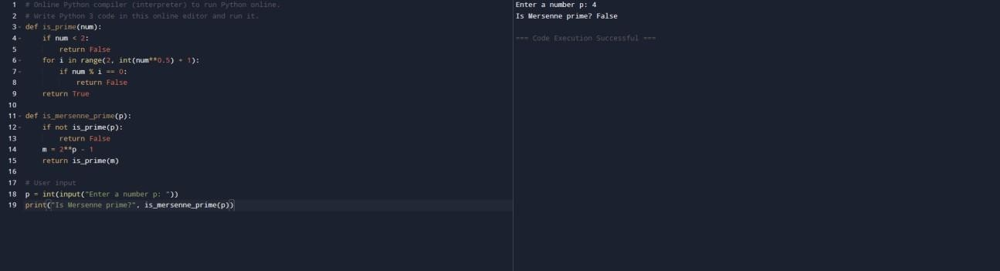 1 # Online Python compiler (interpreter) to run Python online.
2 # Write Python 3 code in this online editor and run it.
3 def is_prime(num):
4     if num < 2:
5         return False
6     for i in range(2, int(num**0.5) + 1):
7         if num % i == 0:
8             return False
9     return True
10
11 def is_mersenne_prime(p):
12     if not is_prime(p):
13         return False
14     m = 2**p - 1
15     return is_prime(m)
16
17 # User input
18 p = int(input("Enter a number p: "))
19 print("Is Mersenne prime?", is_mersenne_prime(p))
Enter a number p: 4
Is Mersenne prime? False
=== Code Execution Successful ===